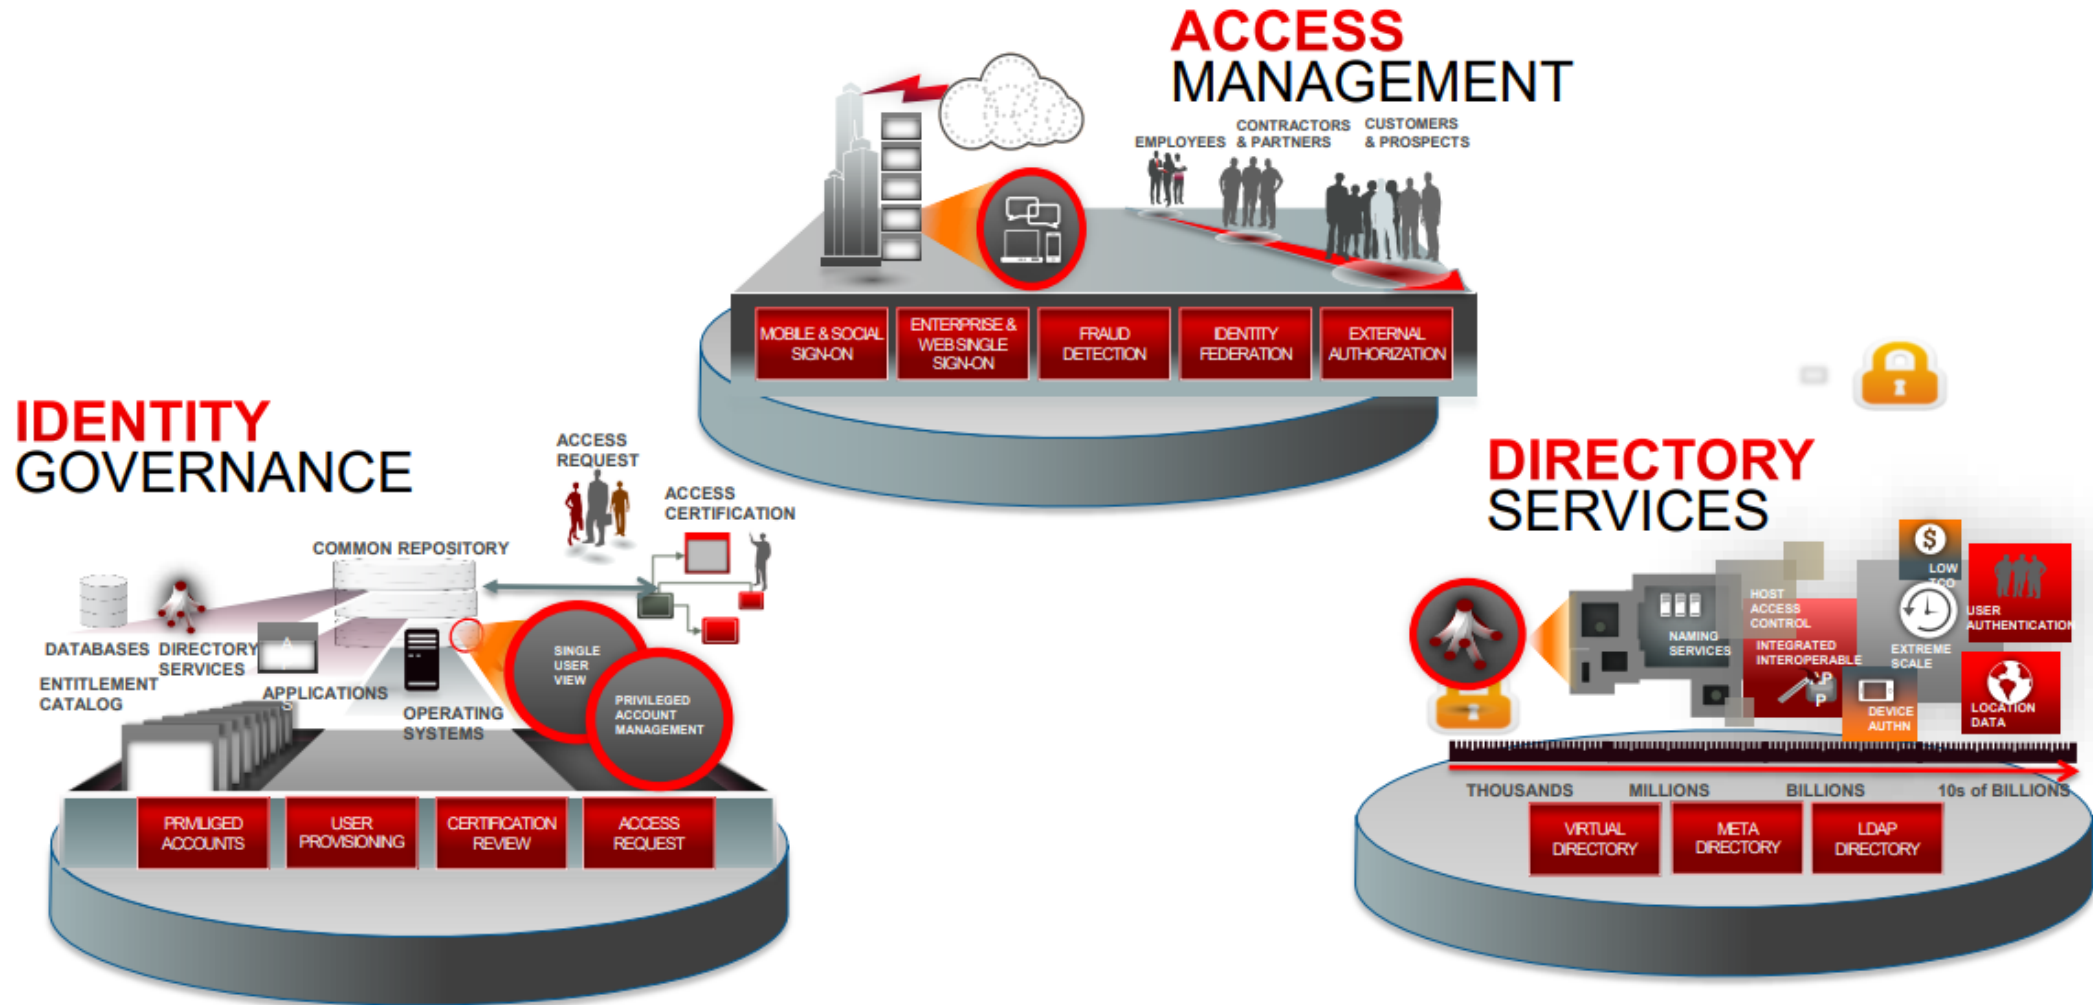 ACCESS
MANAGEMENT
EMPLOYEES
CONTRACTORS
& PARTNERS
CUSTOMERS
& PROSPECTS
MOBILE & SOCIAL
SIGN-ON
ENTERPRISE &
WEB SINGLE
SIGN-ON
FRAUD
DETECTION
IDENTITY
FEDERATION
EXTERNAL
AUTHORIZATION
IDENTITY
GOVERNANCE
ACCESS
REQUEST
ACCESS
CERTIFICATION
COMMON REPOSITORY
DATABASES
DIRECTORY
SERVICES
ENTITLEMENT
CATALOG
APPLICATIONS
OPERATING
SYSTEMS
SINGLE
USER
VIEW
PRIVILEGED
ACCOUNT
MANAGEMENT
PRIVILIGED
ACCOUNTS
USER
PROVISIONING
CERTIFICATION
REVIEW
ACCESS
REQUEST
DIRECTORY
SERVICES
$
LOW
TCO
HOST
ACCESS
CONTROL
NAMING
SERVICES
INTEGRATED
INTEROPERABLE
EXTREME
SCALE
USER
AUTHENTICATION
DEVICE
AUTHN
LOCATION
DATA
THOUSANDS
MILLIONS
BILLIONS
10s of BILLIONS
VIRTUAL
DIRECTORY
META
DIRECTORY
LDAP
DIRECTORY